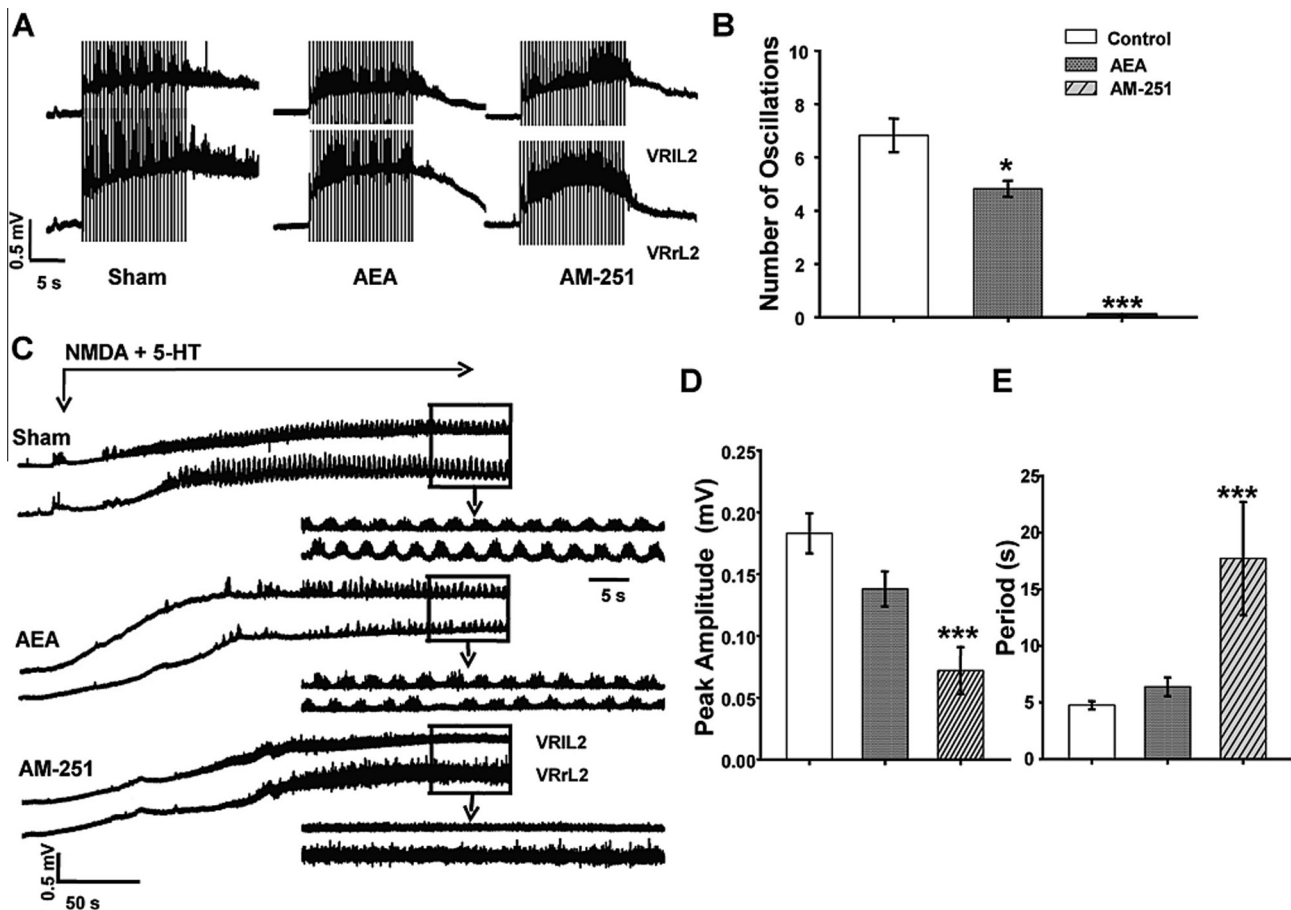 A
VRlL2
VRrL2
0.5 mV
5 s
Sham
AEA
AM-251
B
Control
AEA
AM-251
Number of Oscillations
10
8
6
4
2
0
*
***
C
NMDA + 5-HT
Sham
5 s
AEA
AM-251
VRlL2
VRrL2
0.5 mV
50 s
D
Peak Amplitude (mV)
0.20
0.15
0.10
0.05
0.00
***
E
Period (s)
25
20
15
10
5
0
***